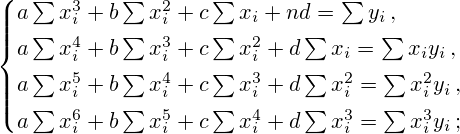 a∑x_i^3 + b∑x_i^2 + c∑x_i + nd = ∑y_i ,
a∑x_i^4 + b∑x_i^3 + c∑x_i^2 + d∑x_i = ∑x_i y_i ,
a∑x_i^5 + b∑x_i^4 + c∑x_i^3 + d∑x_i^2 = ∑x_i^2 y_i ,
a∑x_i^6 + b∑x_i^5 + c∑x_i^4 + d∑x_i^3 = ∑x_i^3 y_i ;